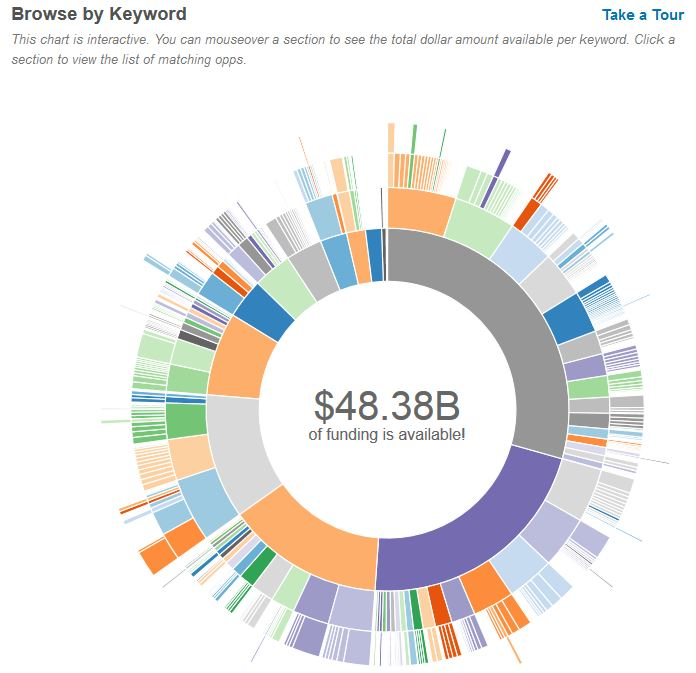 Browse by Keyword
Take a Tour
This chart is interactive. You can mouseover a section to see the total dollar amount available per keyword. Click a
section to view the list of matching opps.
$48.38B
of funding is available!